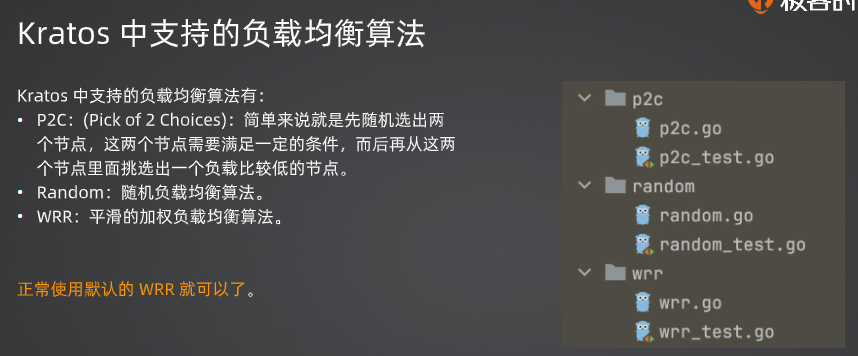 Kratos 中支持的负载均衡算法
Kratos 中支持的负载均衡算法有：
• P2C：(Pick of 2 Choices)：简单来说就是先随机选出两
个节点，这两个节点需要满足一定的条件，而后再从这两
个节点里面挑选出一个负载比较低的节点。
• Random：随机负载均衡算法。
• WRR：平滑的加权负载均衡算法。
正常使用默认的 WRR 就可以了。
p2c
p2c.go
p2c_test.go
random
random.go
random_test.go
wrr
wrr.go
wrr_test.go